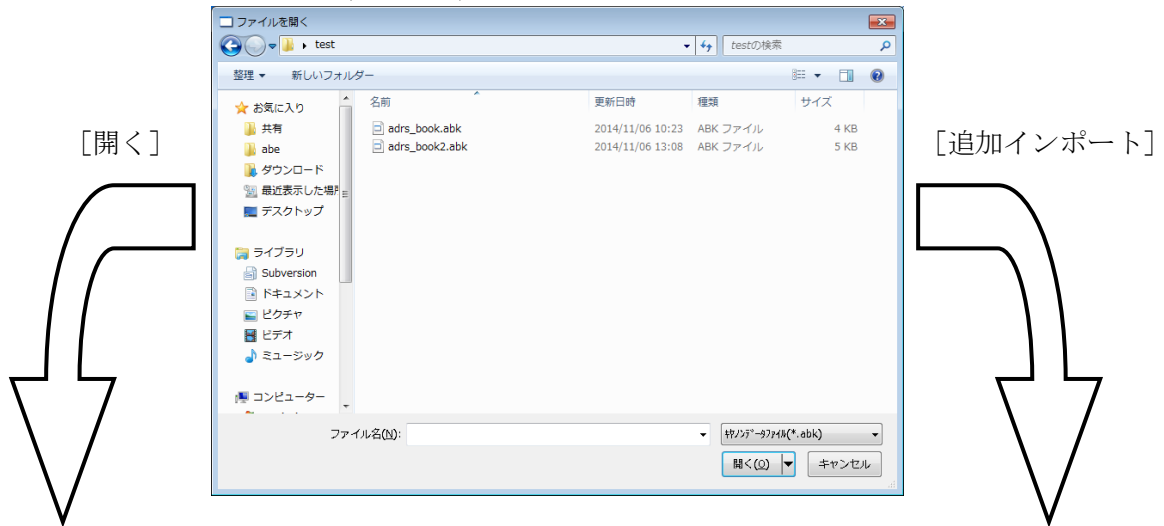 ファイルを開く
test
testの検索
整理
新しいフォルダー
お気に入り
共有
abe
ダウンロード
最近表示した場所
デスクトップ
ライブラリ
Subversion
ドキュメント
ピクチャ
ビデオ
ミュージック
コンピューター
名前 更新日時 種類 サイズ
adrs_book.abk 2014/11/06 10:23 ABK ファイル 4 KB
adrs_book2.abk 2014/11/06 13:08 ABK ファイル 5 KB
[開く]
[追加インポート]
ファイル名(N):
ｷﾔﾉﾝﾃﾞｰﾀﾌｧｲﾙ(*.abk)
開く(O)
キャンセル